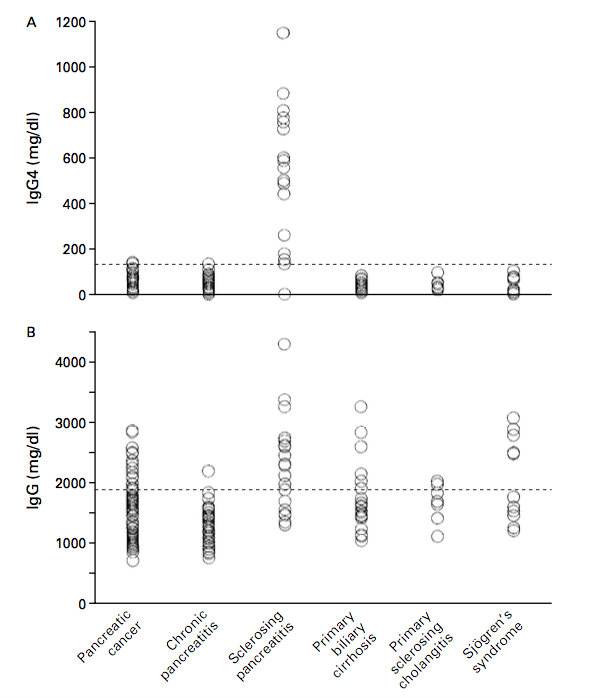 A
1200
1000
800
600
400
200
0
IgG4 (mg/dl)
B
4000
3000
2000
1000
0
IgG (mg/dl)
Pancreatic
cancer
Chronic
pancreatitis
Sclerosing
pancreatitis
Primary
biliary
cirrhosis
Primary
sclerosing
cholangitis
Sjögren's
syndrome